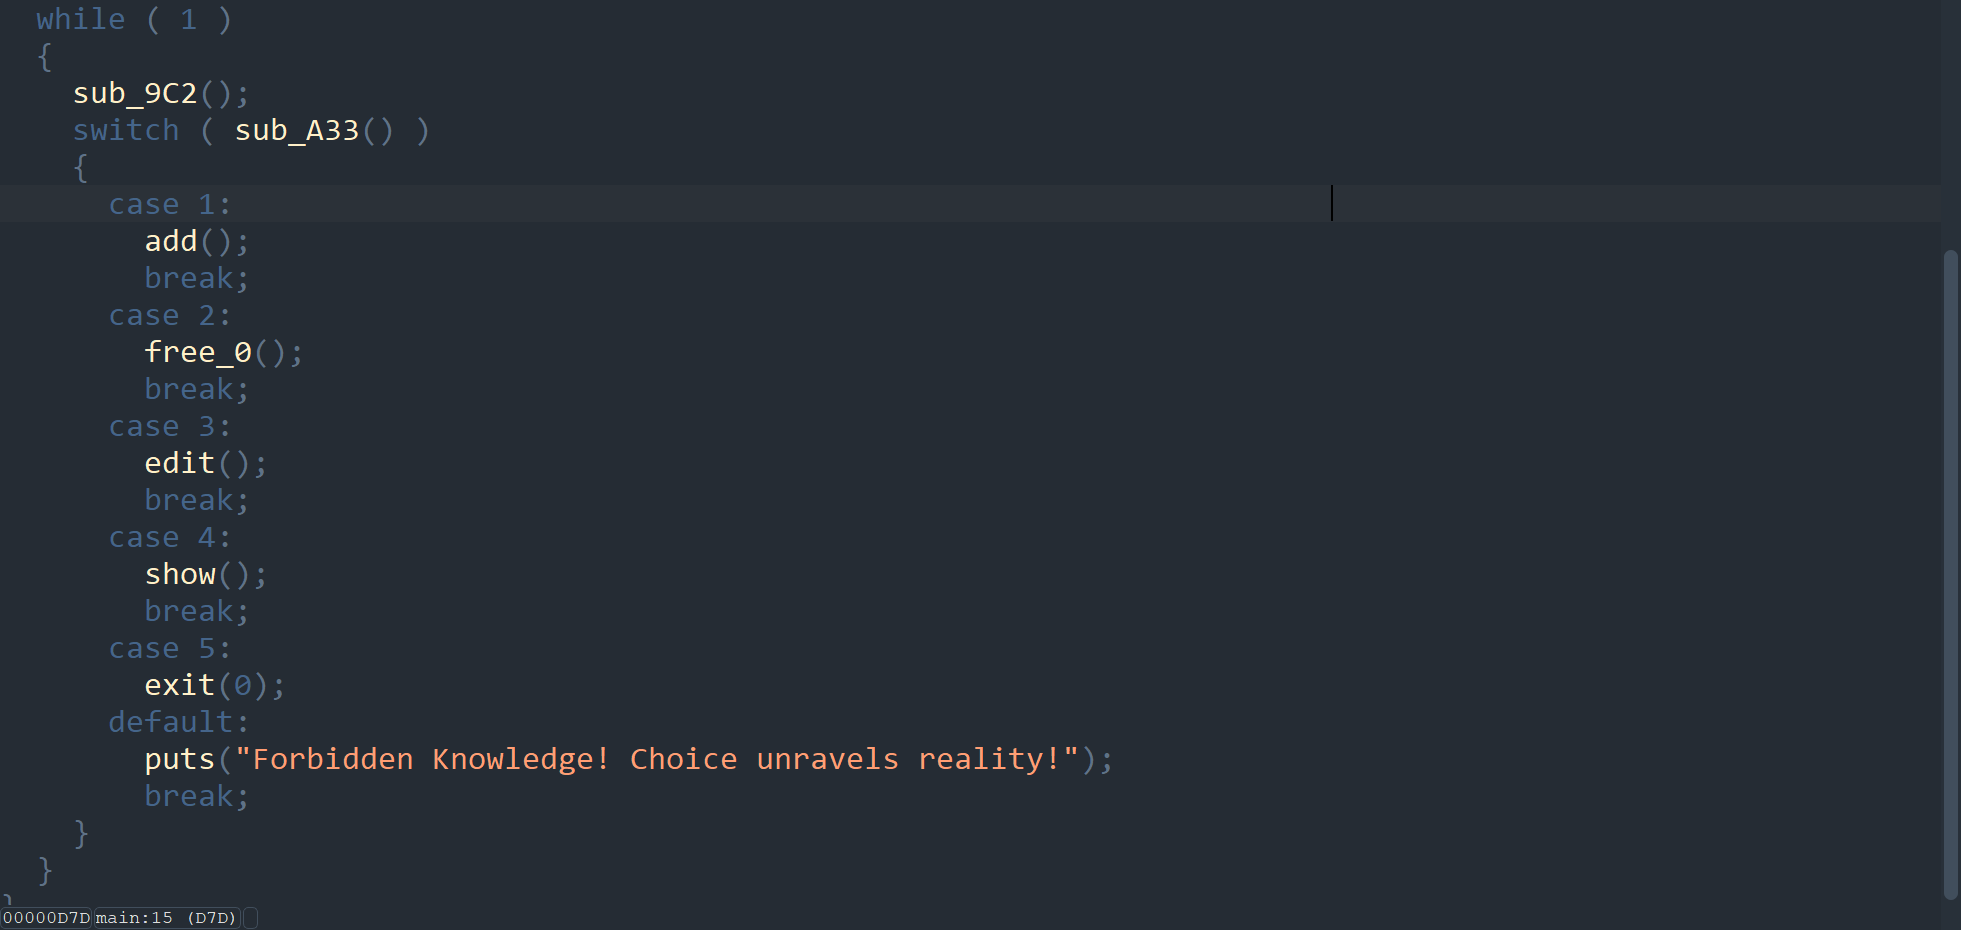 while ( 1 )
{
sub_9C2();
switch ( sub_A33() )
{
case 1:
add();
break;
case 2:
free_0();
break;
case 3:
edit();
break;
case 4:
show();
break;
case 5:
exit(0);
default:
puts("Forbidden Knowledge! Choice unravels reality!");
break;
}
}
00000D7D main:15 (D7D)